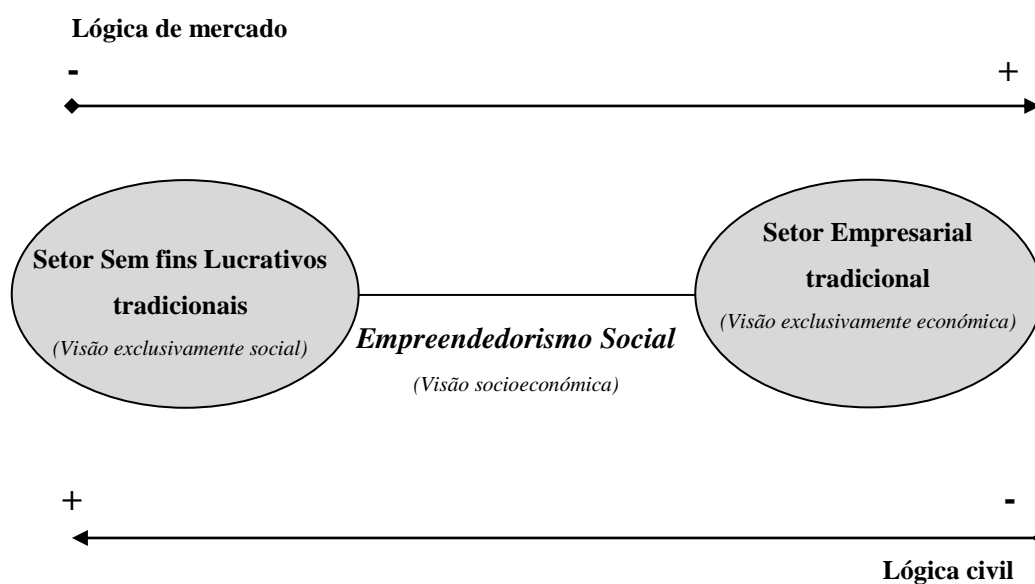 Lógica de mercado
- +
Setor Sem fins Lucrativos
tradicionais
(Visão exclusivamente social)
Empreendedorismo Social
(Visão socioeconómica)
Setor Empresarial
tradicional
(Visão exclusivamente económica)
+ -
Lógica civil